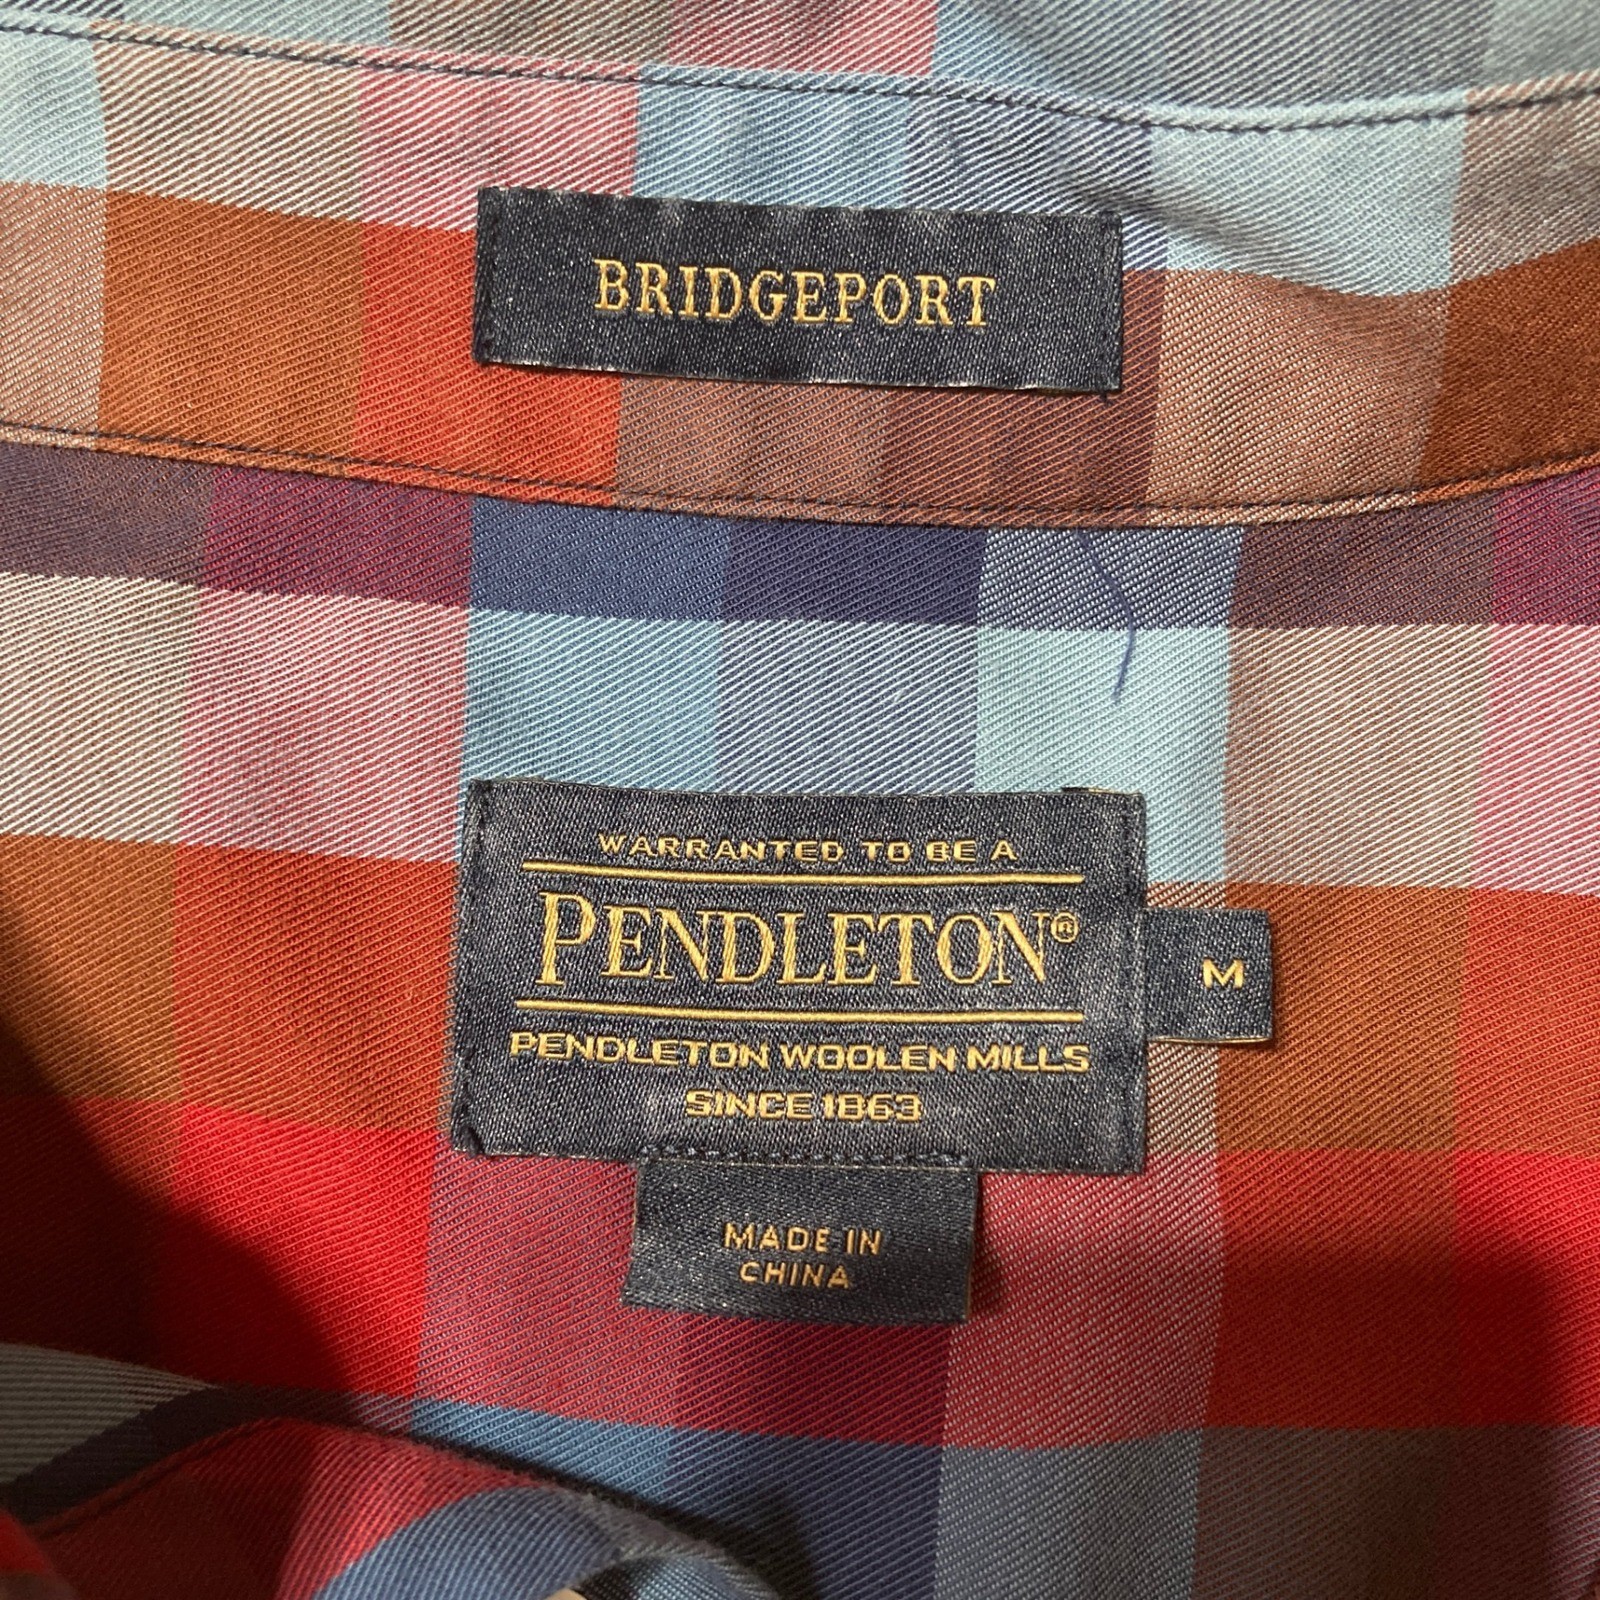 BRIDGEPORT
WARRANTED TO BE A
PENDLETON®
M
PENDLETON WOOLEN MILLS
SINCE 1863
MADE IN
CHINA